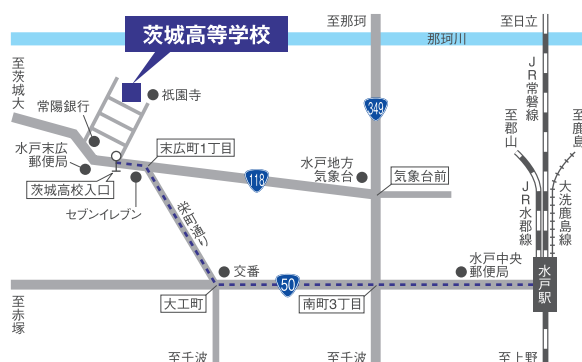 茨城高等学校
至那珂
至日立
那珂川
至茨城大
JR常磐線
常陽銀行
祇園寺
349
至郡山
至鹿島
水戸末広
郵便局
末広町1丁目
水戸地方
気象台
気象台前
118
茨城高校入口
セブンイレブン
JR水郡線
大洗鹿島線
栄町通り
交番
水戸中央
郵便局
水戸駅
50
大工町
南町3丁目
至赤塚
至千波
至千波
至上野